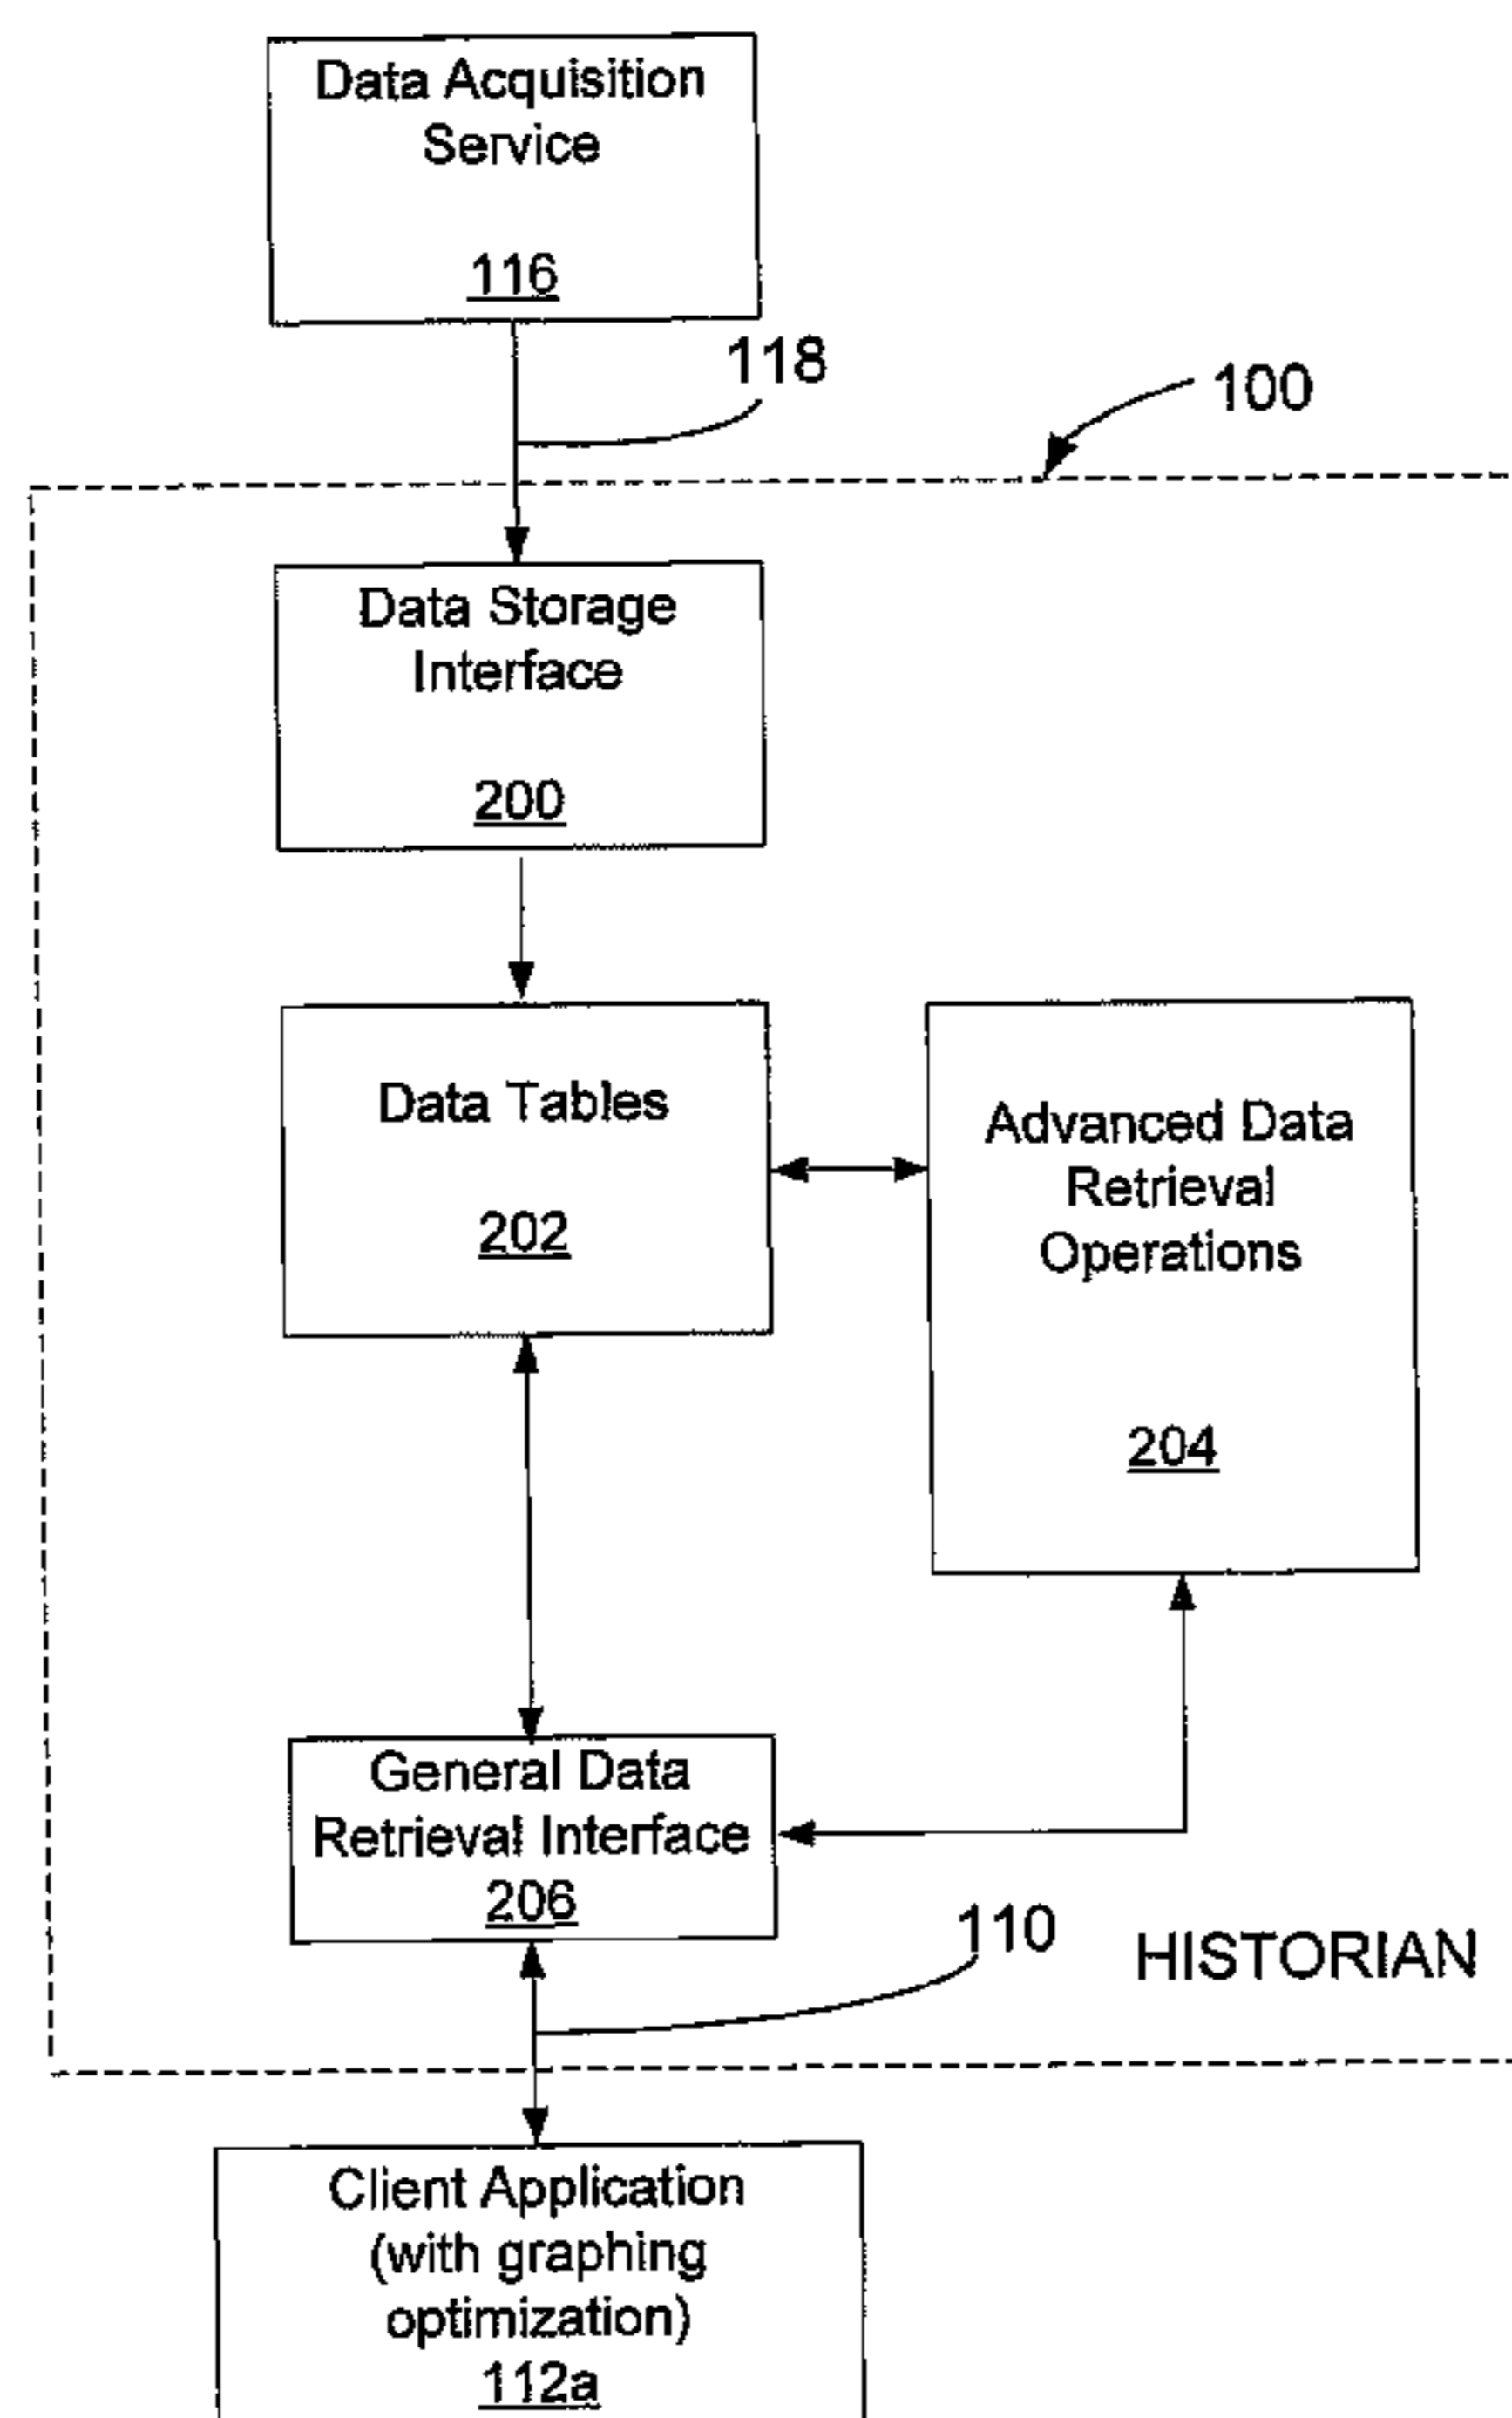 Data Acquisition
Service
116
118
100
Data Storage
Interface
200
Data Tables
202
Advanced Data
Retrieval
Operations
204
General Data
Retrieval Interface
206
110
HISTORIAN
Client Application
(with graphing
optimization)
112a